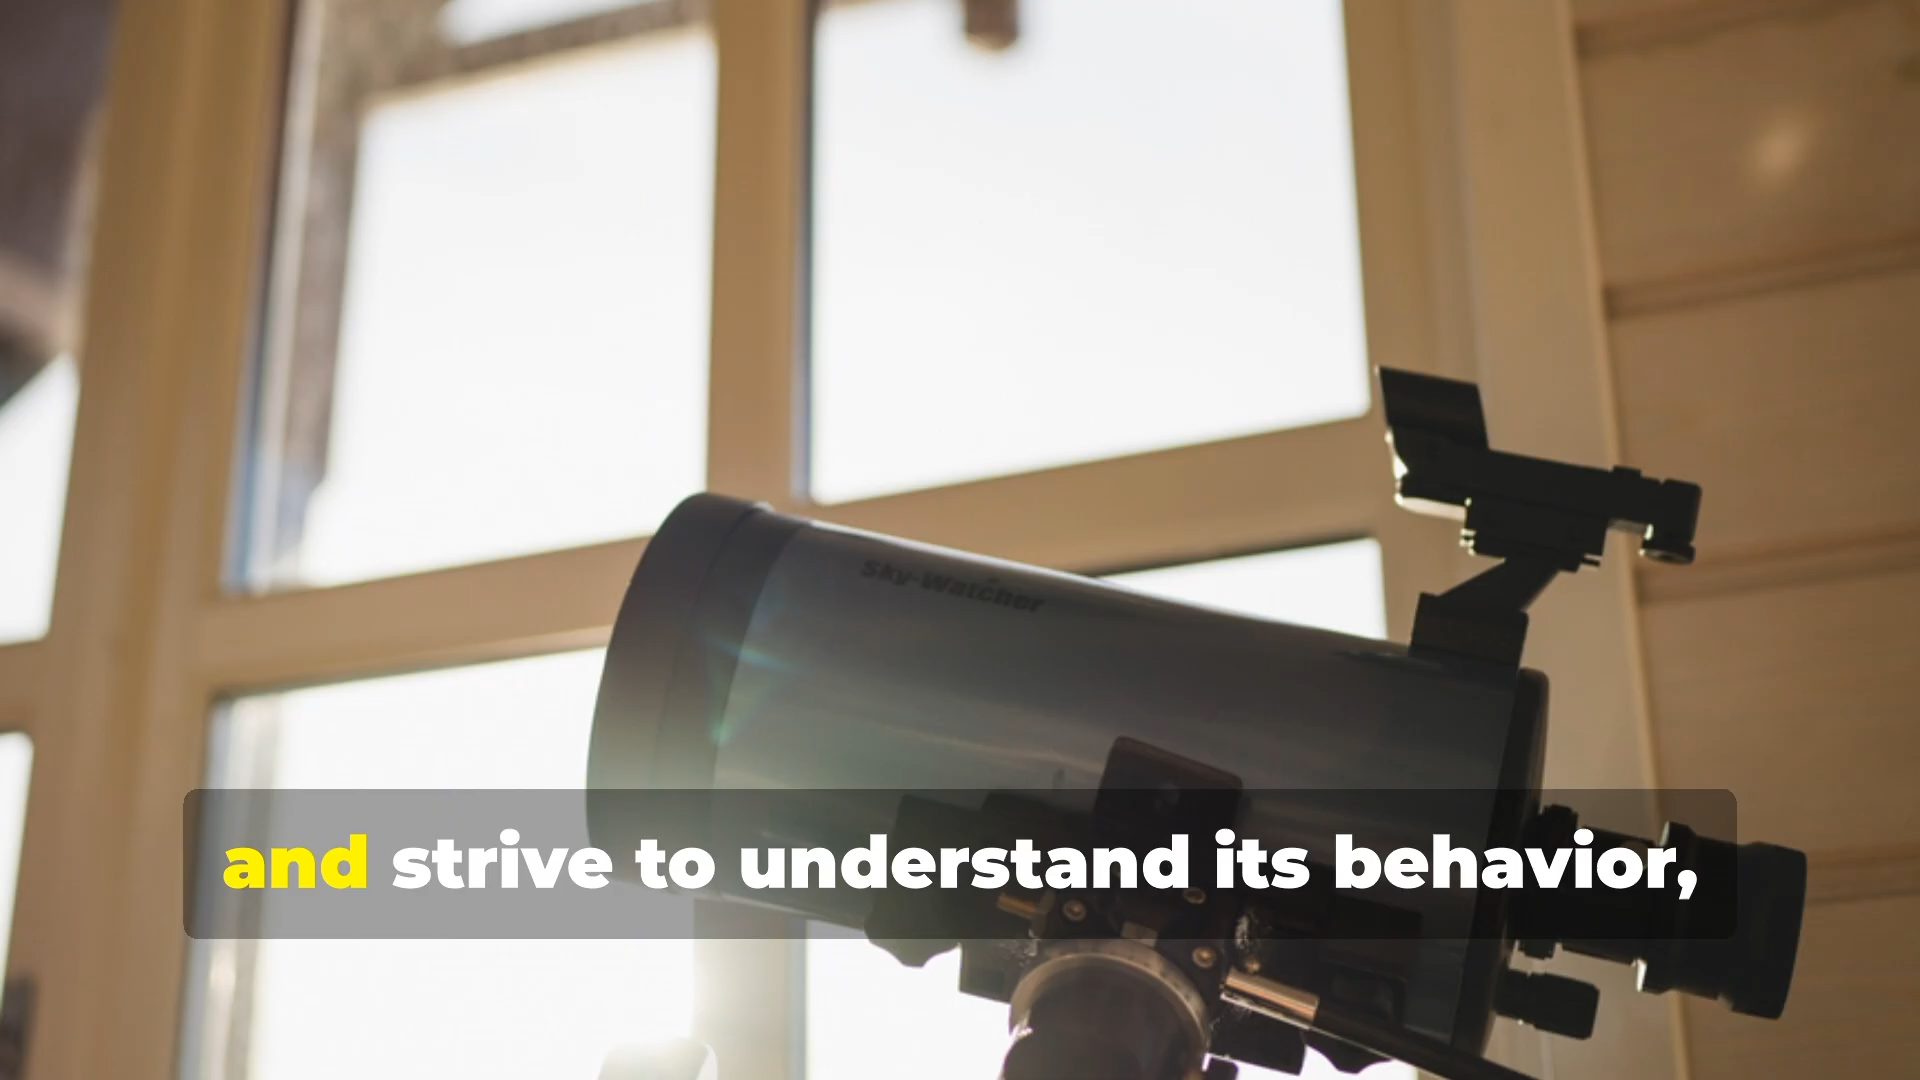 Sky-Watcher
and strive to understand its behavior,